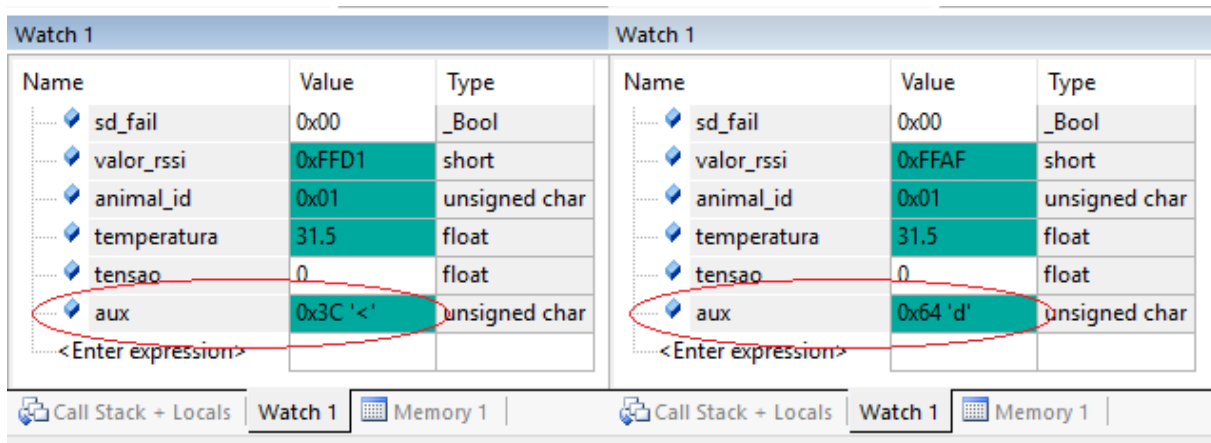 Watch 1
Name Value Type
sd_fail 0x00 _Bool
valor_rssi 0xFFD1 short
animal_id 0x01 unsigned char
temperatura 31.5 float
tensao 0 float
aux 0x3C '<' unsigned char
<Enter expression>
Call Stack + Locals Watch 1 Memory 1
Watch 1
Name Value Type
sd_fail 0x00 _Bool
valor_rssi 0xFFAF short
animal_id 0x01 unsigned char
temperatura 31.5 float
tensao 0 float
aux 0x64 'd' unsigned char
<Enter expression>
Call Stack + Locals Watch 1 Memory 1